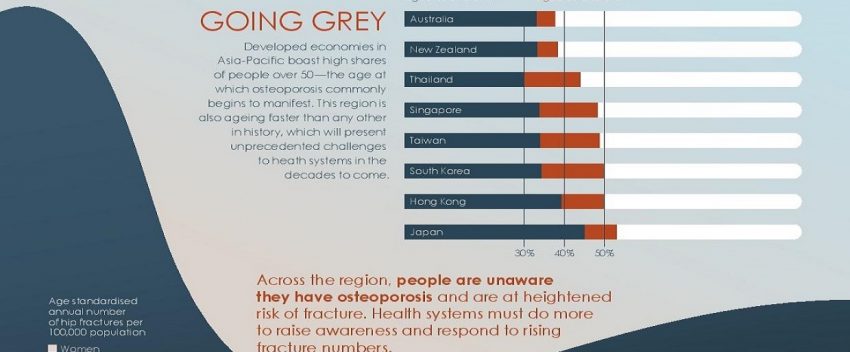 GOING GREY
Developed economies in
Asia-Pacific boast high shares
of people over 50—the age at
which osteoporosis commonly
begins to manifest. This region is
also ageing faster than any other
in history, which will present
unprecedented challenges
to heath systems in the
decades to come.
Australia
New Zealand
Thailand
Singapore
Taiwan
South Korea
Hong Kong
Japan
30% 40% 50%
Across the region, people are unaware
they have osteoporosis and are at heightened
risk of fracture. Health systems must do more
to raise awareness and respond to rising
fracture numbers.
Age standardised
annual number
of hip fractures per
100,000 population
Women